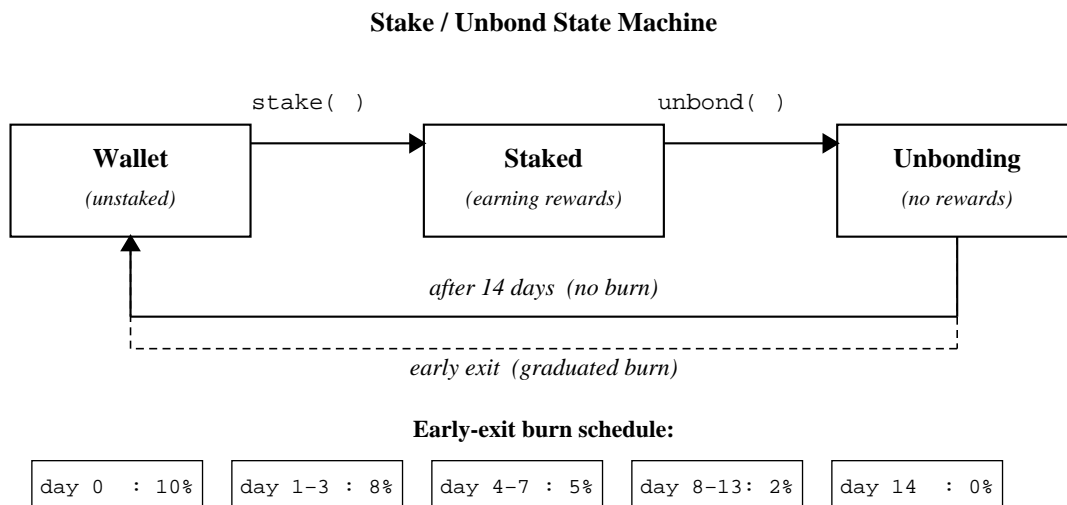 Stake / Unbond State Machine
stake( )
unbond( )
Wallet
(unstaked)
Staked
(earning rewards)
Unbonding
(no rewards)
after 14 days (no burn)
early exit (graduated burn)
Early-exit burn schedule:
day 0 : 10%
day 1–3 : 8%
day 4–7 : 5%
day 8–13: 2%
day 14 : 0%